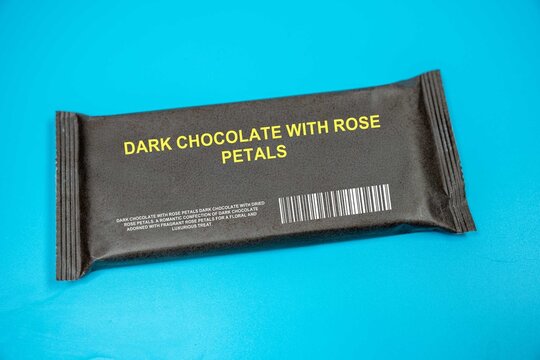 DARK CHOCOLATE WITH ROSE
PETALS
DARK CHOCOLATE WITH ROSE PETALS DARK CHOCOLATE WITH DRIED
ROSE PETALS. A ROMANTIC CONFECTION OF DARK CHOCOLATE
ADORNED WITH FRAGRANT ROSE PETALS FOR A FLORAL AND
LUXURIOUS TREAT.